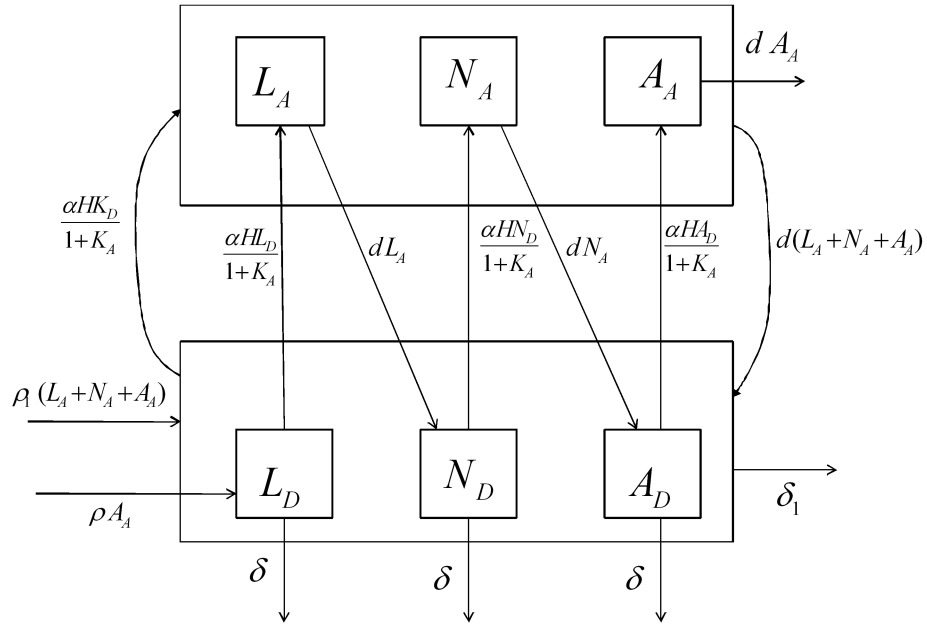 L_A
N_A
A_A
d A_A
αHK_D
1+K_A
αHL_D
1+K_A
dL_A
αHN_D
1+K_A
dN_A
αHA_D
1+K_A
d(L_A+N_A+A_A)
ρ_1 (L_A+N_A+A_A)
ρA_A
L_D
N_D
A_D
δ_1
δ
δ
δ